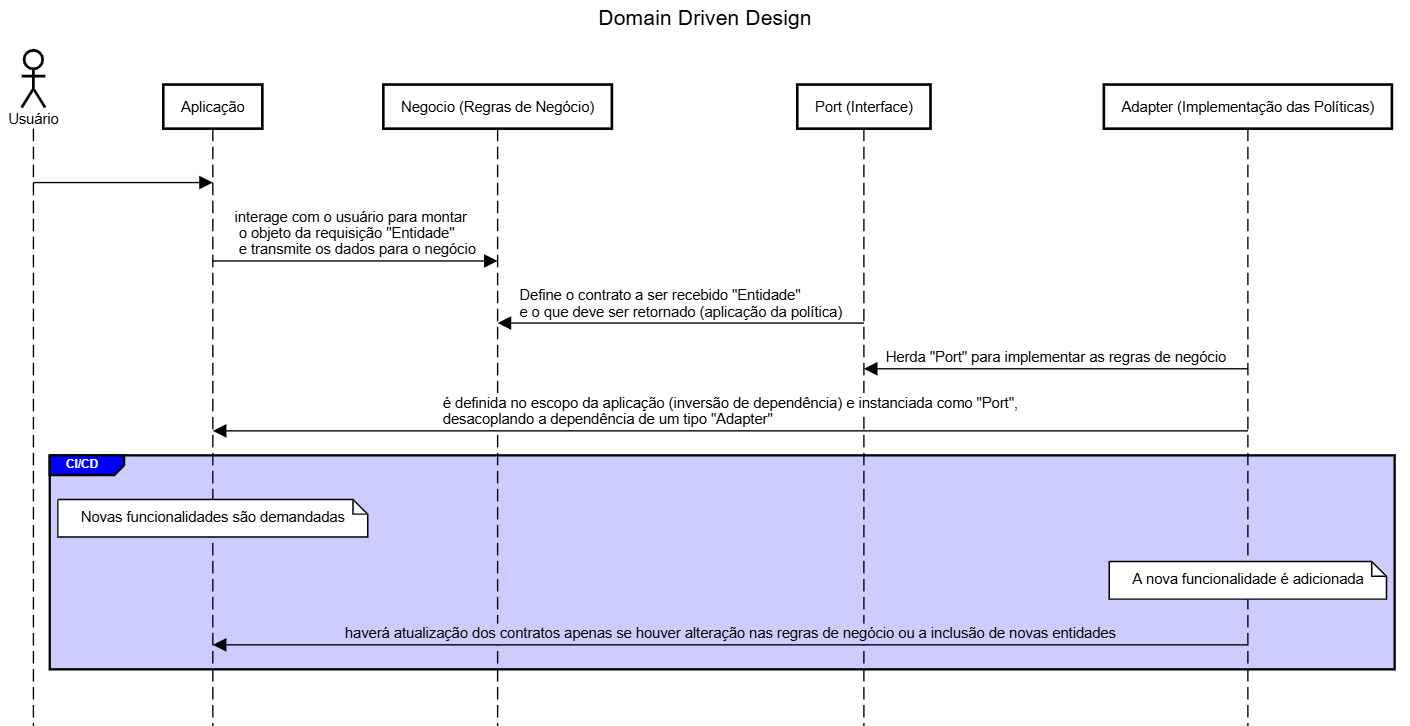 Domain Driven Design
Usuário
Aplicação
Negocio (Regras de Negócio)
Port (Interface)
Adapter (Implementação das Políticas)
interage com o usuário para montar
o objeto da requisição "Entidade"
e transmite os dados para o negócio
Define o contrato a ser recebido "Entidade"
e o que deve ser retornado (aplicação da política)
Herda "Port" para implementar as regras de negócio
é definida no escopo da aplicação (inversão de dependência) e instanciada como "Port",
desacoplando a dependência de um tipo "Adapter"
CI/CD
Novas funcionalidades são demandadas
A nova funcionalidade é adicionada
haverá atualização dos contratos apenas se houver alteração nas regras de negócio ou a inclusão de novas entidades